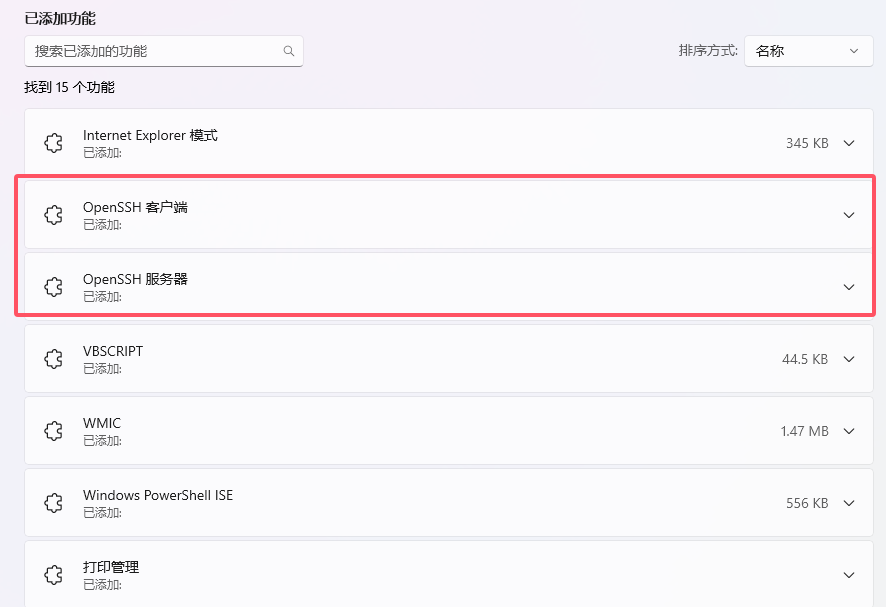 已添加功能
搜索已添加的功能
排序方式: 名称
找到 15 个功能
Internet Explorer 模式
已添加:
345 KB
OpenSSH 客户端
已添加:
OpenSSH 服务器
已添加:
VBSCRIPT
已添加:
44.5 KB
WMIC
已添加:
1.47 MB
Windows PowerShell ISE
已添加:
556 KB
打印管理
已添加: